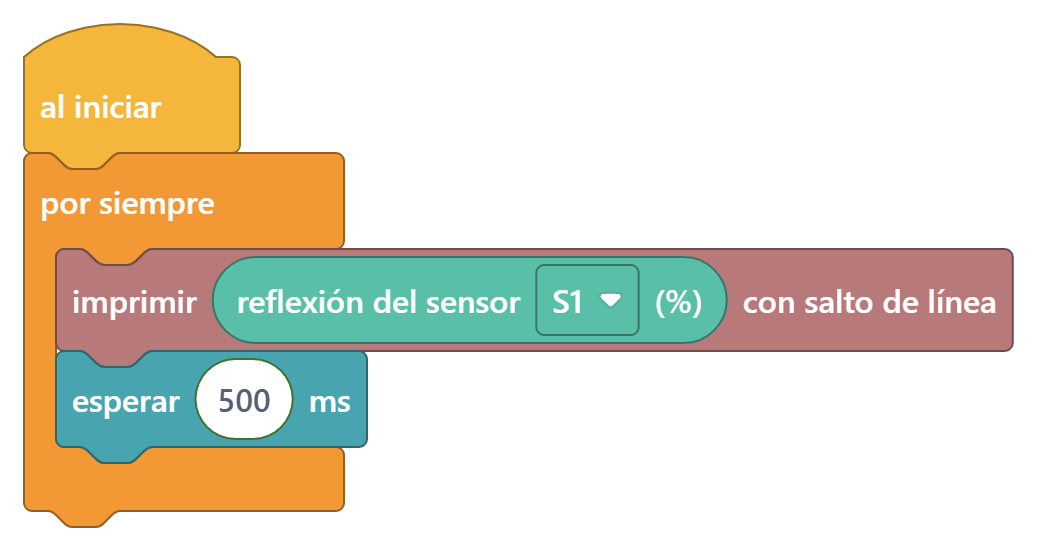 al iniciar
por siempre
imprimir reflexión del sensor S1 (%) con salto de línea
esperar 500 ms